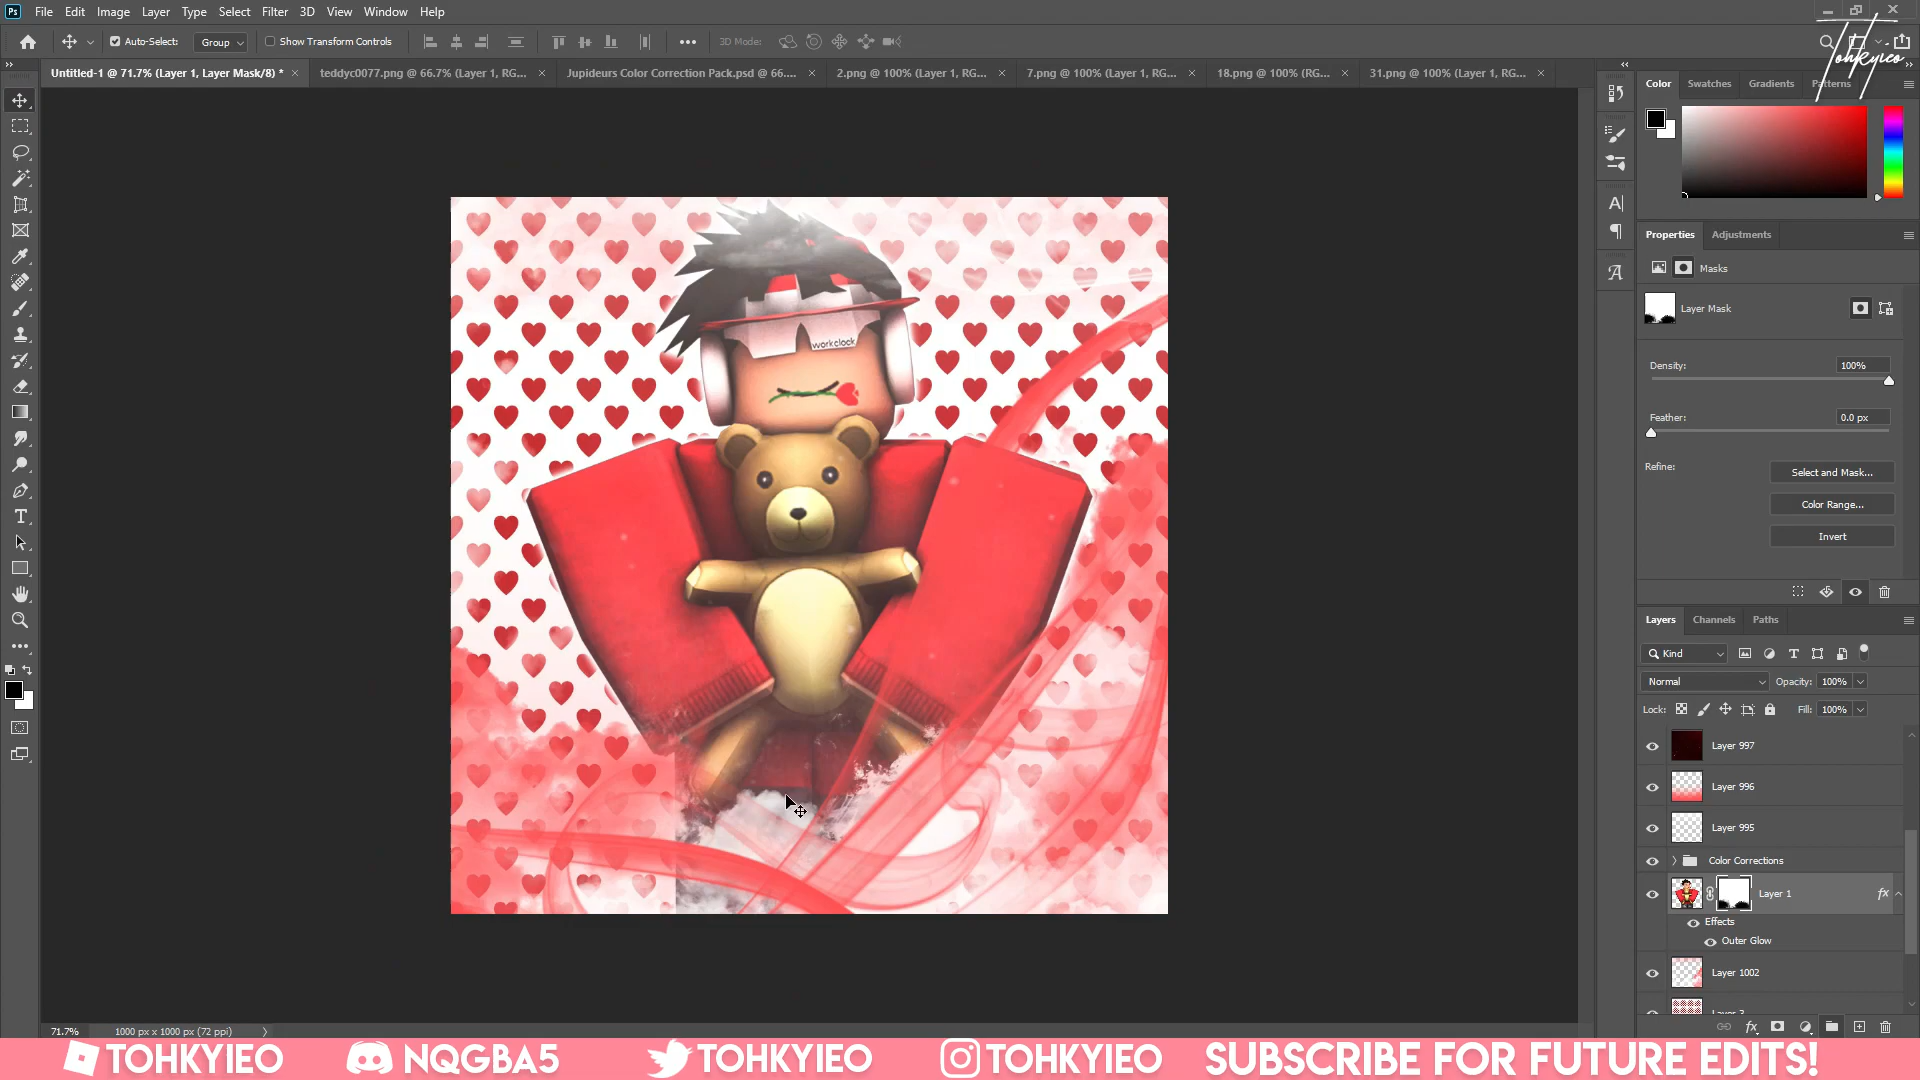 Ps File Edit Image Layer Type Select Filter 3D View Window Help
Auto-Select: Group Show Transform Controls 3D Mode:
Tohkyieo
Untitled-1 @ 71.7% (Layer 1, Layer Mask/8) * teddyc0077.png @ 66.7% (Layer 1, RG... Jupideurs Color Correction Pack.psd @ 66.... 2.png @ 100% (Layer 1, RG... 7.png @ 100% (Layer 1, RG... 18.png @ 100% (RG... 31.png @ 100% (Layer 1, RG...
Color Swatches Gradients Patterns
Properties Adjustments
Masks
Layer Mask
Density: 100%
Feather: 0.0 px
Refine: Select and Mask...
Color Range...
Invert
workclock
Layers Channels Paths
Kind
Normal Opacity: 100%
Lock: Fill: 100%
Layer 997
Layer 996
Layer 995
Color Corrections
Layer 1 fx
Effects
Outer Glow
Layer 1002
71.7% 1000 px x 1000 px (72 ppi)
TOHKYIEO NQGBA5 TOHKYIEO TOHKYIEO SUBSCRIBE FOR FUTURE EDITS!